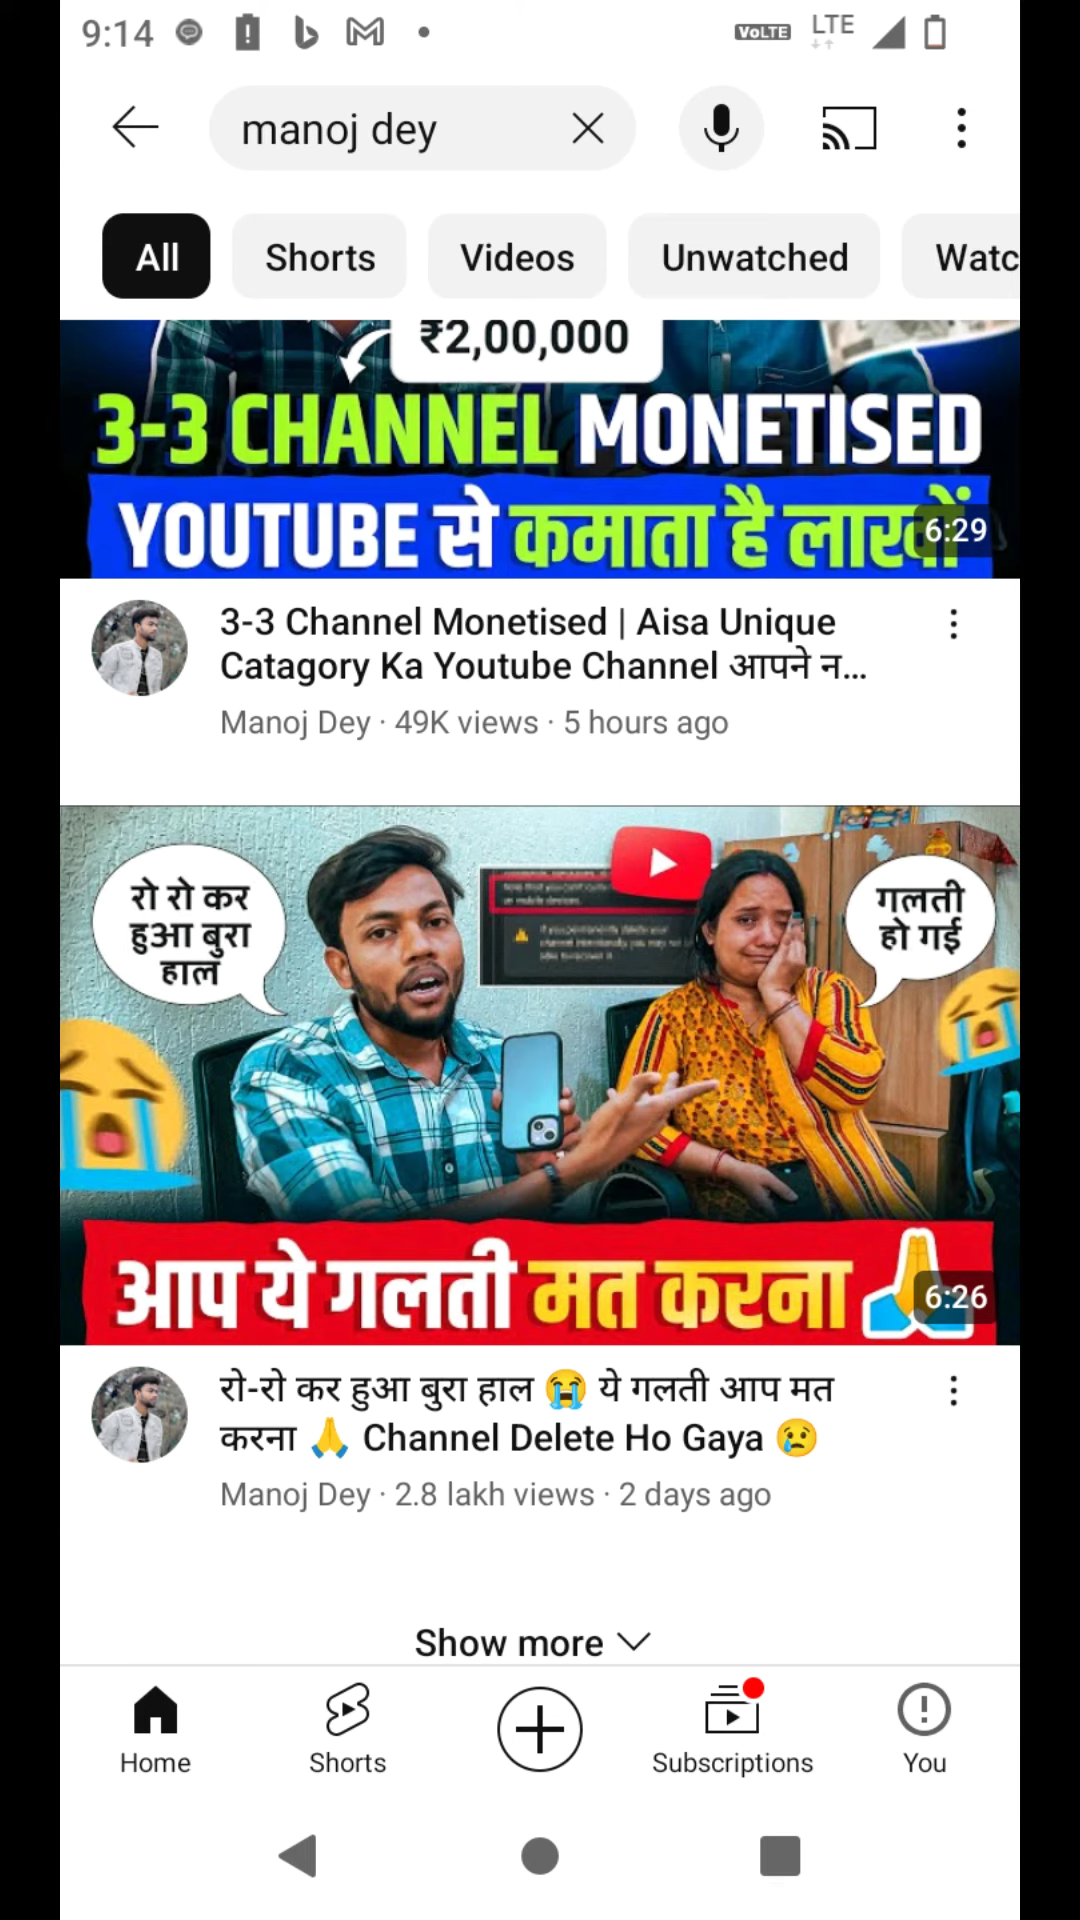 9:14
VoLTE
LTE
manoj dey
All
Shorts
Videos
Unwatched
Watc
₹2,00,000
3-3 CHANNEL MONETISED
YOUTUBE से कमाता है लाखों
6:29
3-3 Channel Monetised | Aisa Unique
Catagory Ka Youtube Channel आपने न...
Manoj Dey · 49K views · 5 hours ago
रो रो कर
हुआ बुरा
हाल
गलती
हो गई
आप ये गलती मत करना
6:26
रो-रो कर हुआ बुरा हाल 😭 ये गलती आप मत
करना 🙏 Channel Delete Ho Gaya 😢
Manoj Dey · 2.8 lakh views · 2 days ago
Show more
Home
Shorts
Subscriptions
You